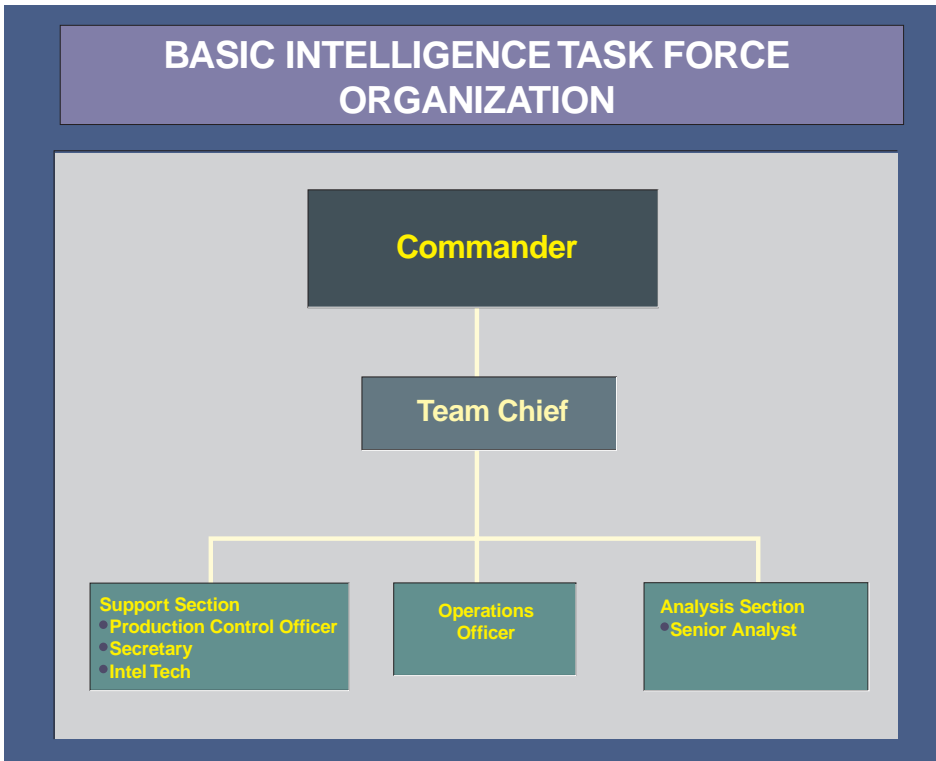 BASIC INTELLIGENCE TASK FORCE
ORGANIZATION
Commander
Team Chief
Support Section
•Production Control Officer
•Secretary
•Intel Tech
Operations
Officer
Analysis Section
•Senior Analyst